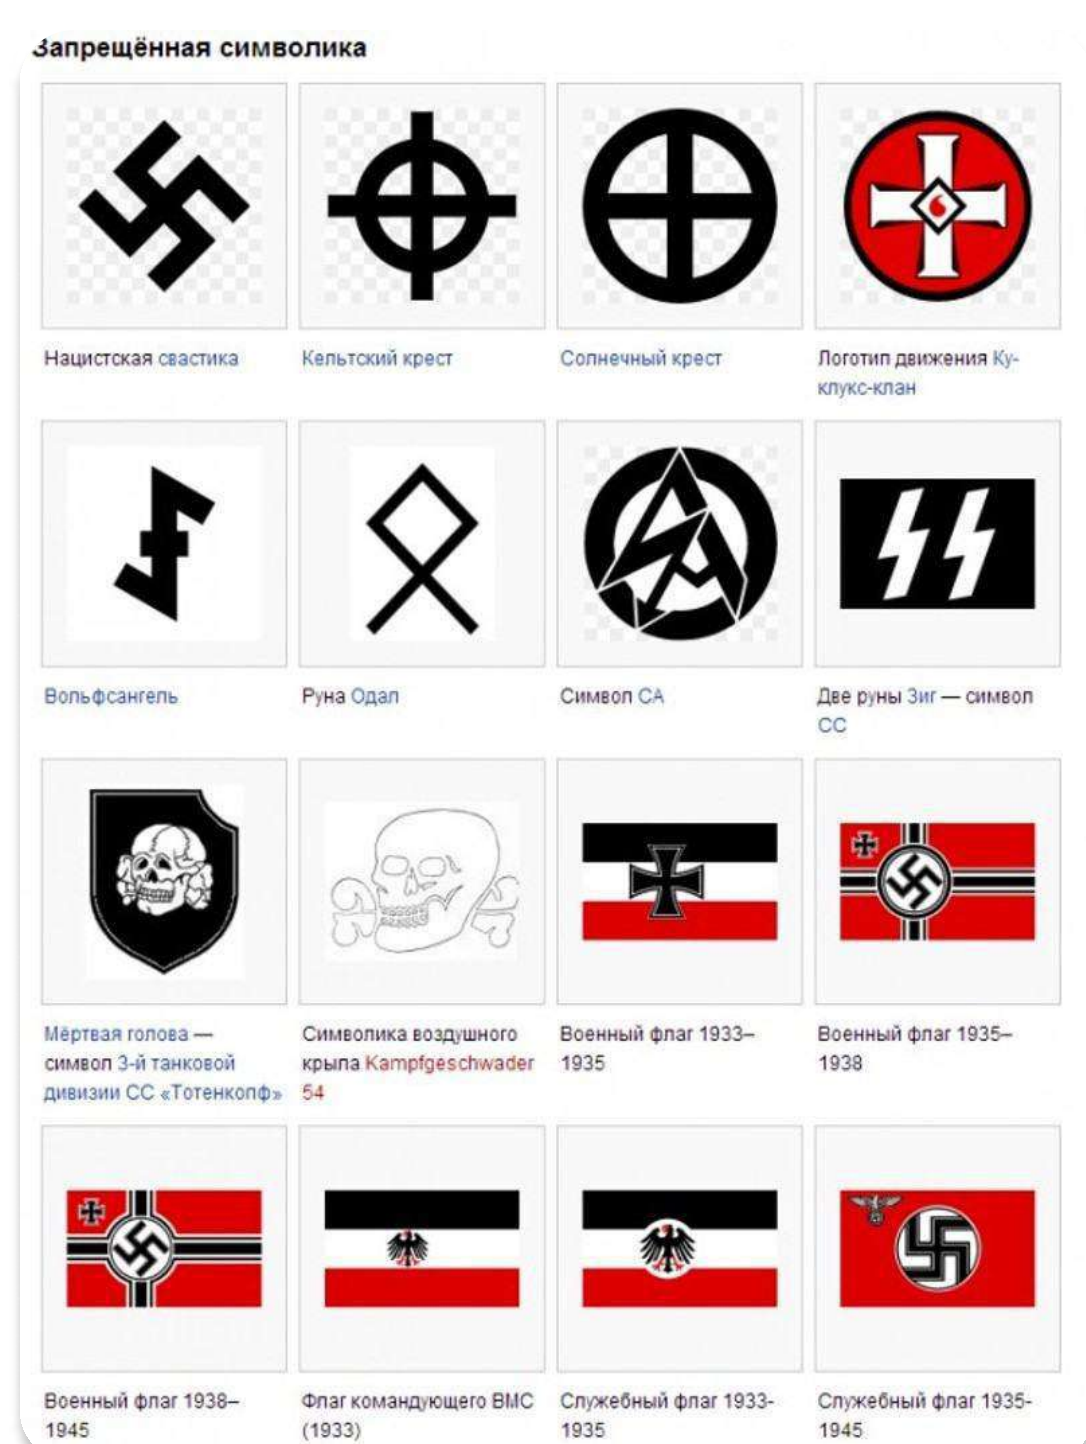 Запрещённая символика
Нацистская свастика
Кельтский крест
Солнечный крест
Логотип движения Ку-
клукс-клан
Вольфсангель
Руна Одал
Символ СА
Две руны Зиг — символ
СС
Мёртвая голова —
символ 3-й танковой
дивизии СС «Тотенкопф»
Символика воздушного
крыла Kampfgeschwader
54
Военный флаг 1933–
1935
Военный флаг 1935–
1938
Военный флаг 1938–
1945
Флаг командующего ВМС
(1933)
Служебный флаг 1933-
1935
Служебный флаг 1935-
1945